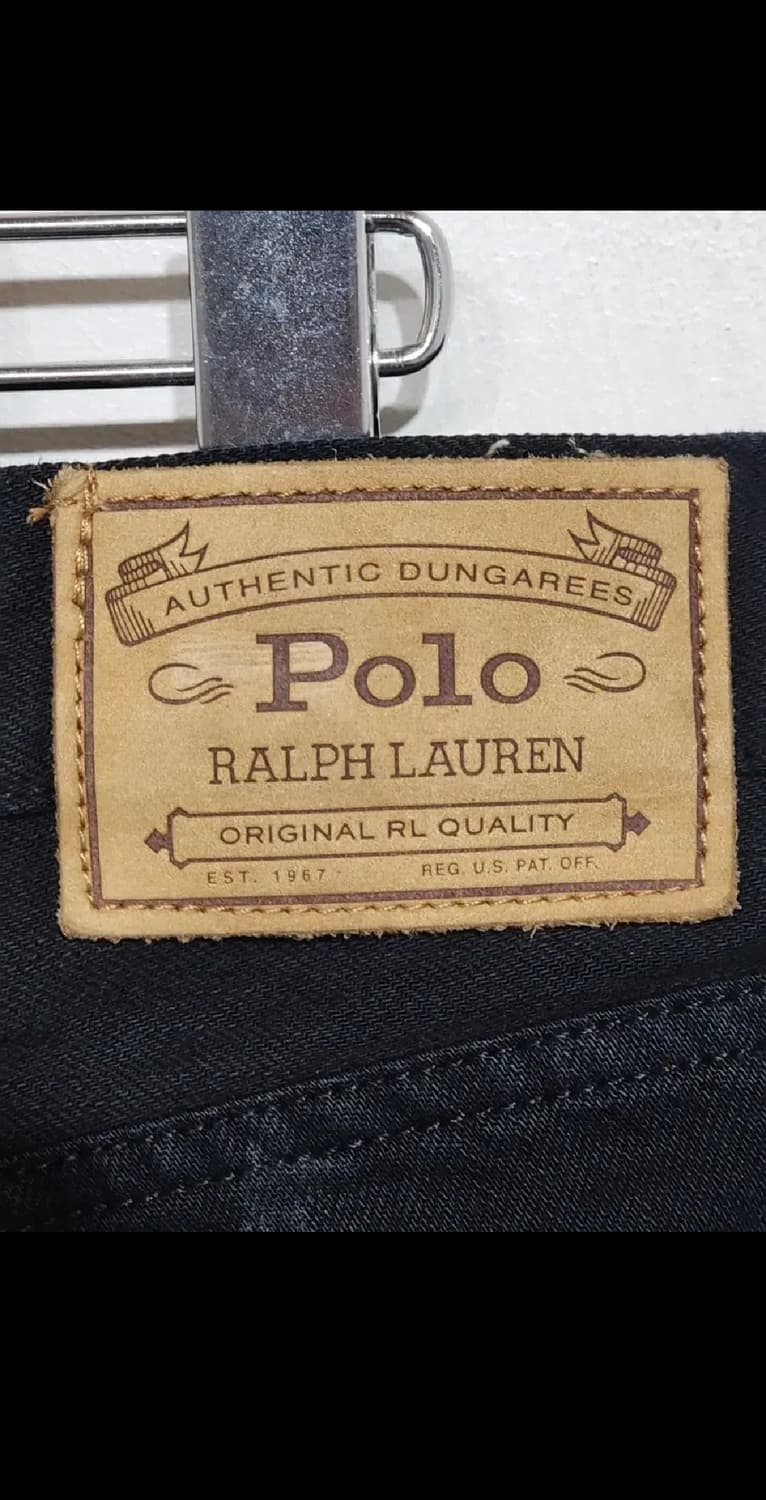 AUTHENTIC DUNGAREES
Polo
RALPH LAUREN
ORIGINAL RL QUALITY
EST. 1967 REG. U.S. PAT. OFF.